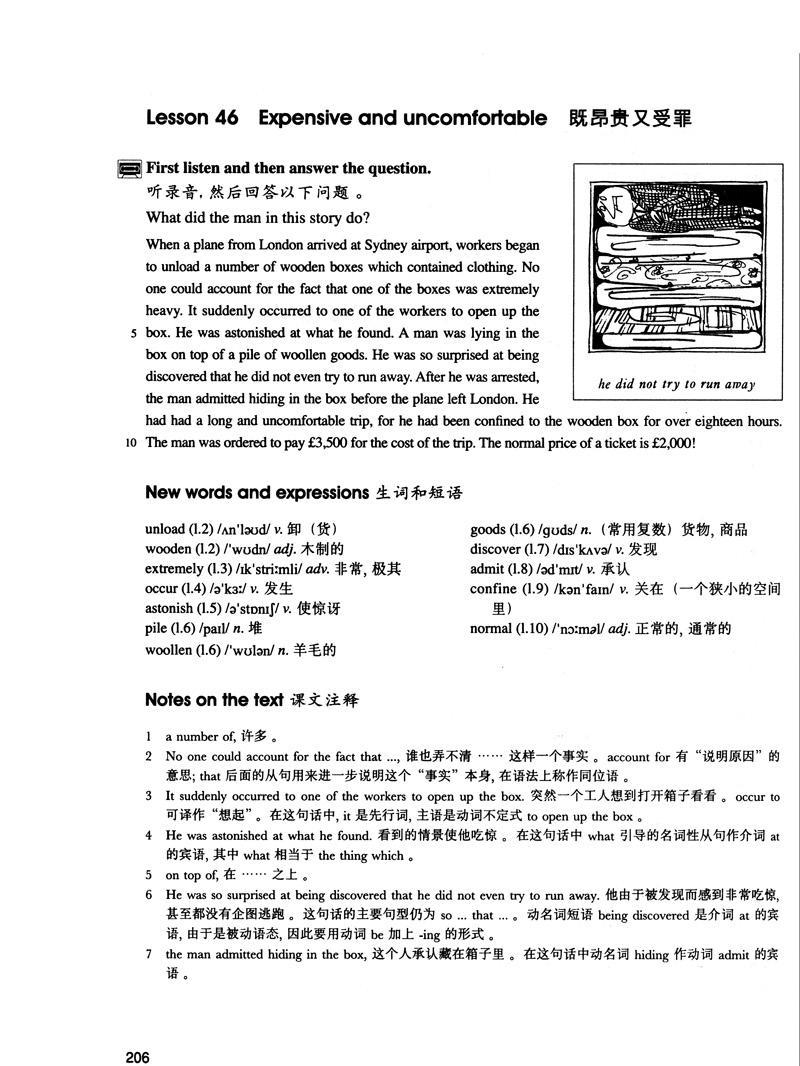 Lesson 46 Expensive and uncomfortable 既昂贵又受罪
First listen and then answer the question.
听录音, 然后回答以下问题 。
What did the man in this story do?
When a plane from London arrived at Sydney airport, workers began
to unload a number of wooden boxes which contained clothing. No
one could account for the fact that one of the boxes was extremely
heavy. It suddenly occurred to one of the workers to open up the
5 box. He was astonished at what he found. A man was lying in the
box on top of a pile of woollen goods. He was so surprised at being
discovered that he did not even try to run away. After he was arrested,
the man admitted hiding in the box before the plane left London. He
had had a long and uncomfortable trip, for he had been confined to the wooden box for over eighteen hours.
10 The man was ordered to pay £3,500 for the cost of the trip. The normal price of a ticket is £2,000!
he did not try to run away
New words and expressions 生词和短语
unload (l.2) /ʌn'ləʊd/ v. 卸（货）
wooden (l.2) /'wʊdn/ adj. 木制的
extremely (l.3) /ɪk'striːmli/ adv. 非常, 极其
occur (l.4) /ə'kɜː/ v. 发生
astonish (l.5) /ə'stɒnɪʃ/ v. 使惊讶
pile (l.6) /paɪl/ n. 堆
woollen (l.6) /'wʊlən/ n. 羊毛的
goods (l.6) /gʊds/ n.（常用复数）货物, 商品
discover (l.7) /dɪs'kʌvə/ v. 发现
admit (l.8) /əd'mɪt/ v. 承认
confine (l.9) /kən'faɪn/ v. 关在（一个狭小的空间
里）
normal (l.10) /'nɔːməl/ adj. 正常的, 通常的
Notes on the text 课文注释
1 a number of, 许多 。
2 No one could account for the fact that ..., 谁也弄不清 …… 这样一个事实 。account for 有“说明原因”的
意思; that 后面的从句用来进一步说明这个“事实”本身, 在语法上称作同位语 。
3 It suddenly occurred to one of the workers to open up the box. 突然一个工人想到打开箱子看看 。occur to
可译作“想起”。在这句话中, it 是先行词, 主语是动词不定式 to open up the box 。
4 He was astonished at what he found. 看到的情景使他吃惊 。在这句话中 what 引导的名词性从句作介词 at
的宾语, 其中 what 相当于 the thing which 。
5 on top of, 在 …… 之上 。
6 He was so surprised at being discovered that he did not even try to run away. 他由于被发现而感到非常吃惊,
甚至都没有企图逃跑 。这句话的主要句型仍为 so ... that ... 。动名词短语 being discovered 是介词 at 的宾
语, 由于是被动语态, 因此要用动词 be 加上 -ing 的形式 。
7 the man admitted hiding in the box, 这个人承认藏在箱子里 。在这句话中动名词 hiding 作动词 admit 的宾
语 。
206